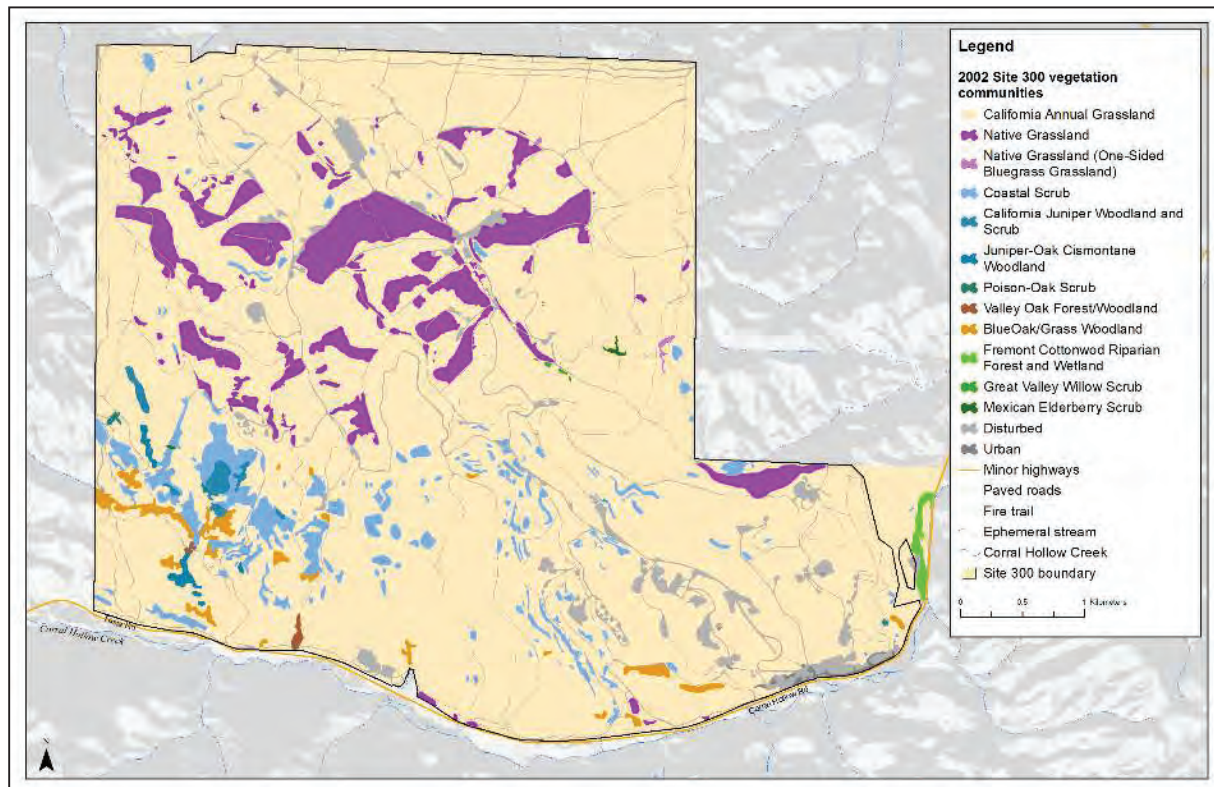 Legend
2002 Site 300 vegetation
communities
California Annual Grassland
Native Grassland
Native Grassland (One-Sided
Bluegrass Grassland)
Coastal Scrub
California Juniper Woodland and
Scrub
Juniper-Oak Cismontane
Woodland
Poison-Oak Scrub
Valley Oak Forest/Woodland
BlueOak/Grass Woodland
Fremont Cottonwod Riparian
Forest and Wetland
Great Valley Willow Scrub
Mexican Elderberry Scrub
Disturbed
Urban
Minor highways
Paved roads
Fire trail
Ephemeral stream
Corral Hollow Creek
Site 300 boundary
0 0.5 1 Kilometers
Corral Hollow Creek
Rd
Corral Hollow Rd
N